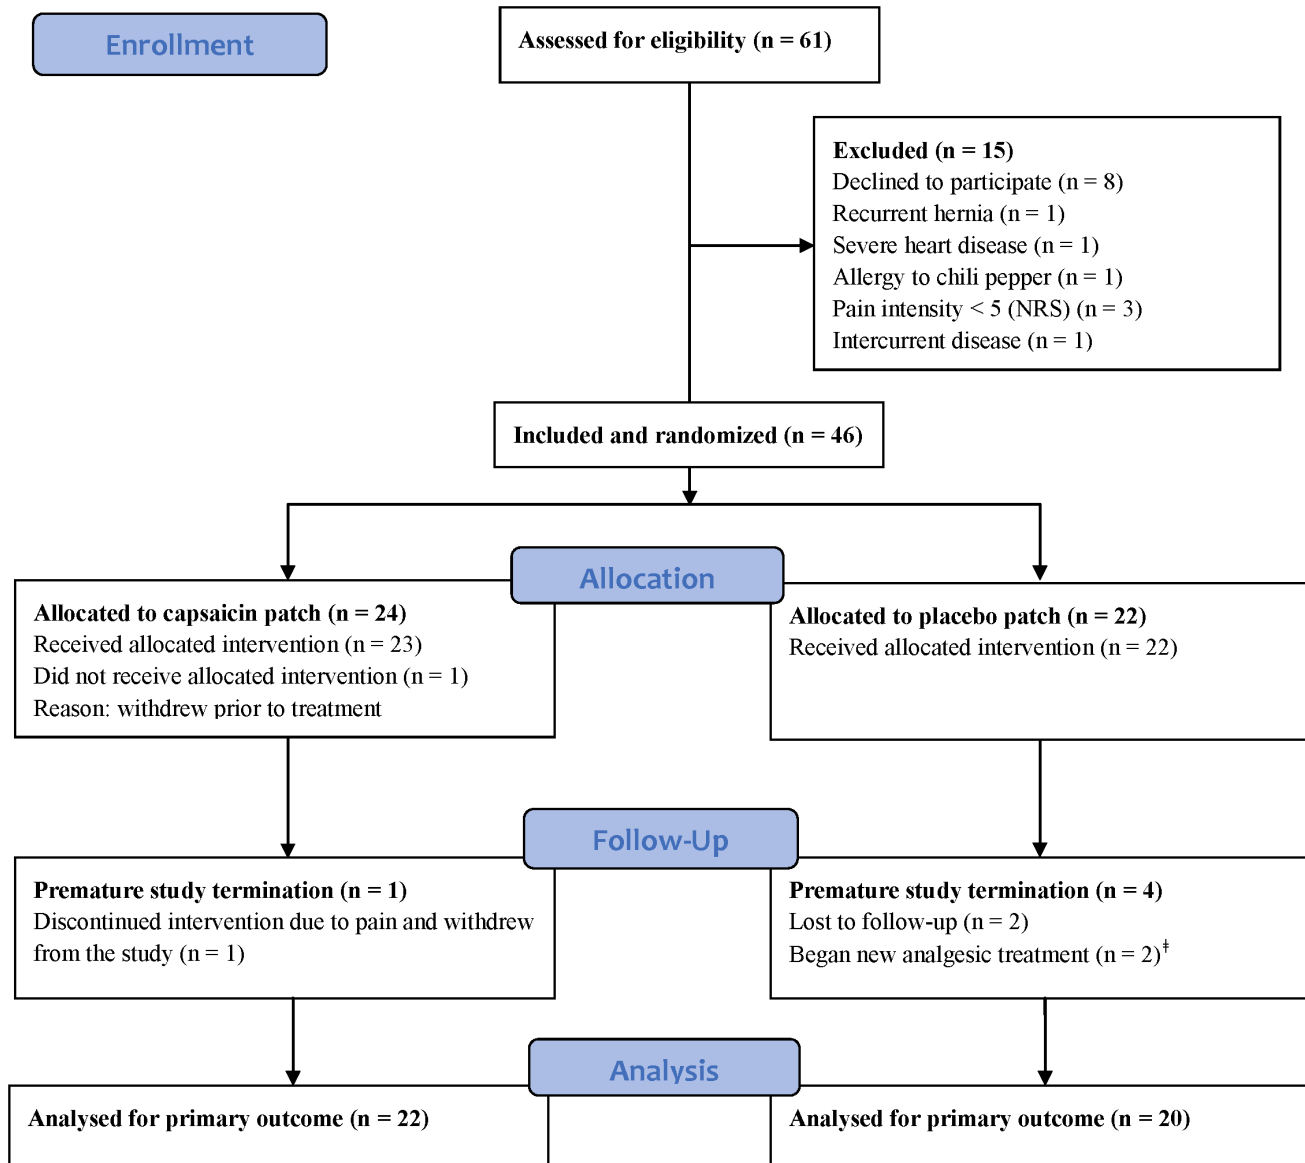 Enrollment
Assessed for eligibility (n = 61)
Excluded (n = 15)
Declined to participate (n = 8)
Recurrent hernia (n = 1)
Severe heart disease (n = 1)
Allergy to chili pepper (n = 1)
Pain intensity < 5 (NRS) (n = 3)
Intercurrent disease (n = 1)
Included and randomized (n = 46)
Allocation
Allocated to capsaicin patch (n = 24)
Received allocated intervention (n = 23)
Did not receive allocated intervention (n = 1)
Reason: withdrew prior to treatment
Allocated to placebo patch (n = 22)
Received allocated intervention (n = 22)
Follow-Up
Premature study termination (n = 1)
Discontinued intervention due to pain and withdrew
from the study (n = 1)
Premature study termination (n = 4)
Lost to follow-up (n = 2)
Began new analgesic treatment (n = 2)ǂ
Analysis
Analysed for primary outcome (n = 22)
Analysed for primary outcome (n = 20)